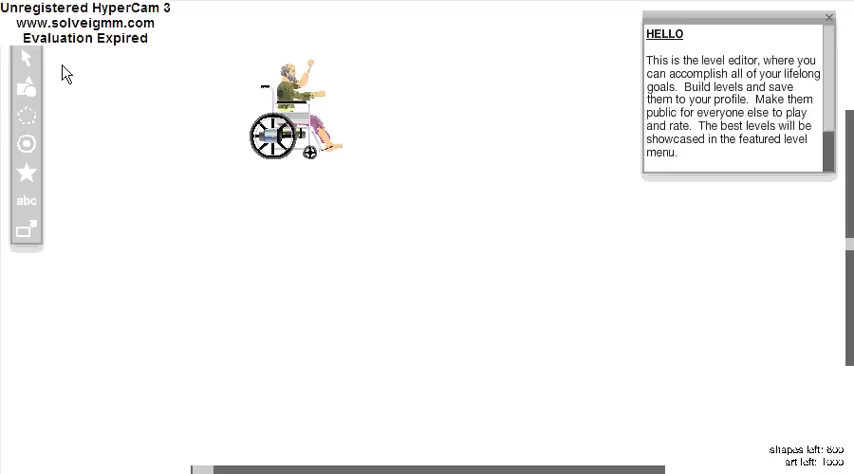 Unregistered HyperCam 3
www.solveigmm.com
Evaluation Expired
HELLO
This is the level editor, where you
can accomplish all of your lifelong
goals. Build levels and save
them to your profile. Make them
public for everyone else to play
and rate. The best levels will be
showcased in the featured level
menu.
abc
shapes left: 600
art left: 1000